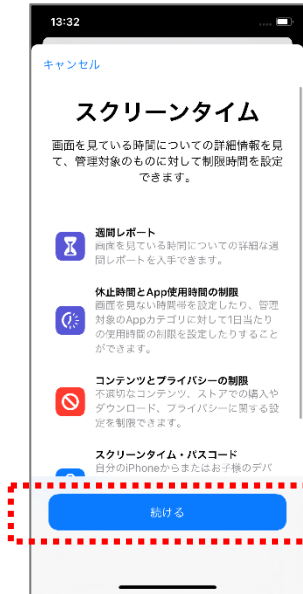 13:32
キャンセル
スクリーンタイム
画面を見ている時間についての詳細情報を見
て、管理対象のものに対して制限時間を設定
できます。
週間レポート
画面を見ている時間についての詳細な週
間レポートを入手できます。
休止時間とApp使用時間の制限
画面を見ない時間帯を設定したり、管理
対象のAppカテゴリに対して1日当たり
の使用時間の制限を設定したりすること
ができます。
コンテンツとプライバシーの制限
不適切なコンテンツ、ストアでの購入や
ダウンロード、プライバシーに関する設
定を制限できます。
スクリーンタイム・パスコード
自分のiPhoneからまたはお子様のデバ
続ける